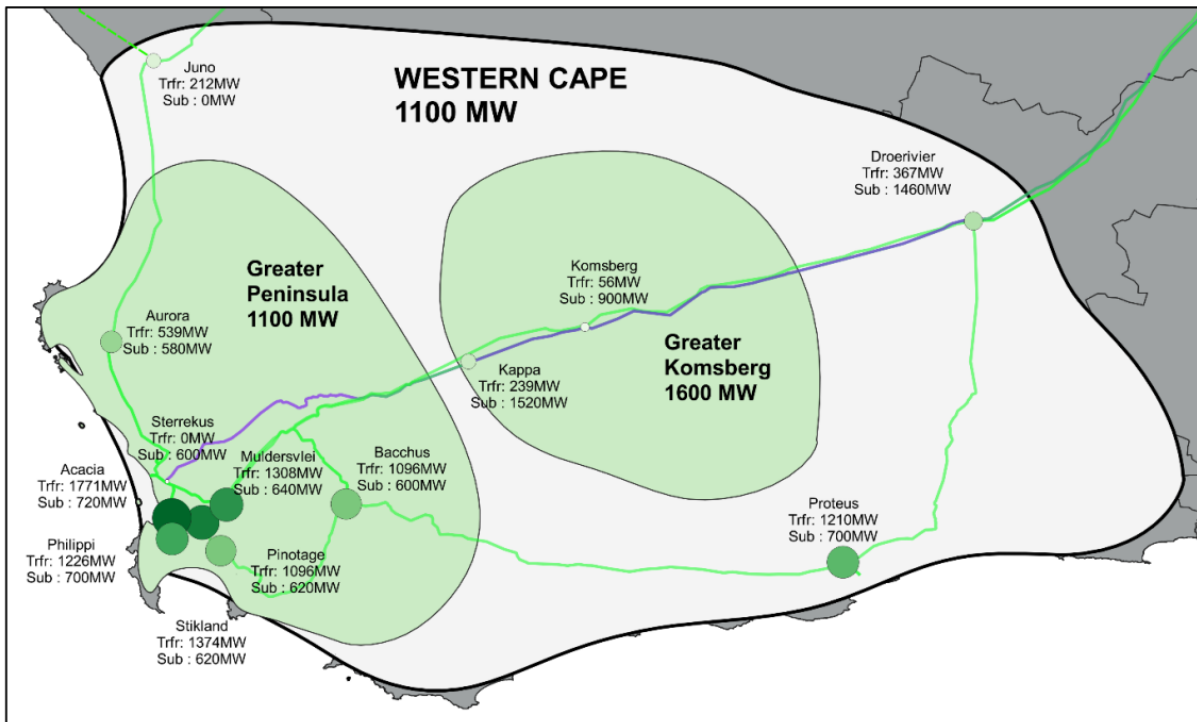 Juno
Trfr: 212MW
Sub : 0MW
WESTERN CAPE
1100 MW
Droerivier
Trfr: 367MW
Sub : 1460MW
Greater
Peninsula
1100 MW
Komsberg
Trfr: 56MW
Sub : 900MW
Aurora
Trfr: 539MW
Sub : 580MW
Greater
Komsberg
1600 MW
Kappa
Trfr: 239MW
Sub : 1520MW
Sterrekus
Trfr: 0MW
Sub : 600MW
Muldersvlei
Trfr: 1308MW
Sub : 640MW
Bacchus
Trfr: 1096MW
Sub : 600MW
Acacia
Trfr: 1771MW
Sub : 720MW
Proteus
Trfr: 1210MW
Sub : 700MW
Philippi
Trfr: 1226MW
Sub : 700MW
Pinotage
Trfr: 1096MW
Sub : 620MW
Stikland
Trfr: 1374MW
Sub : 620MW